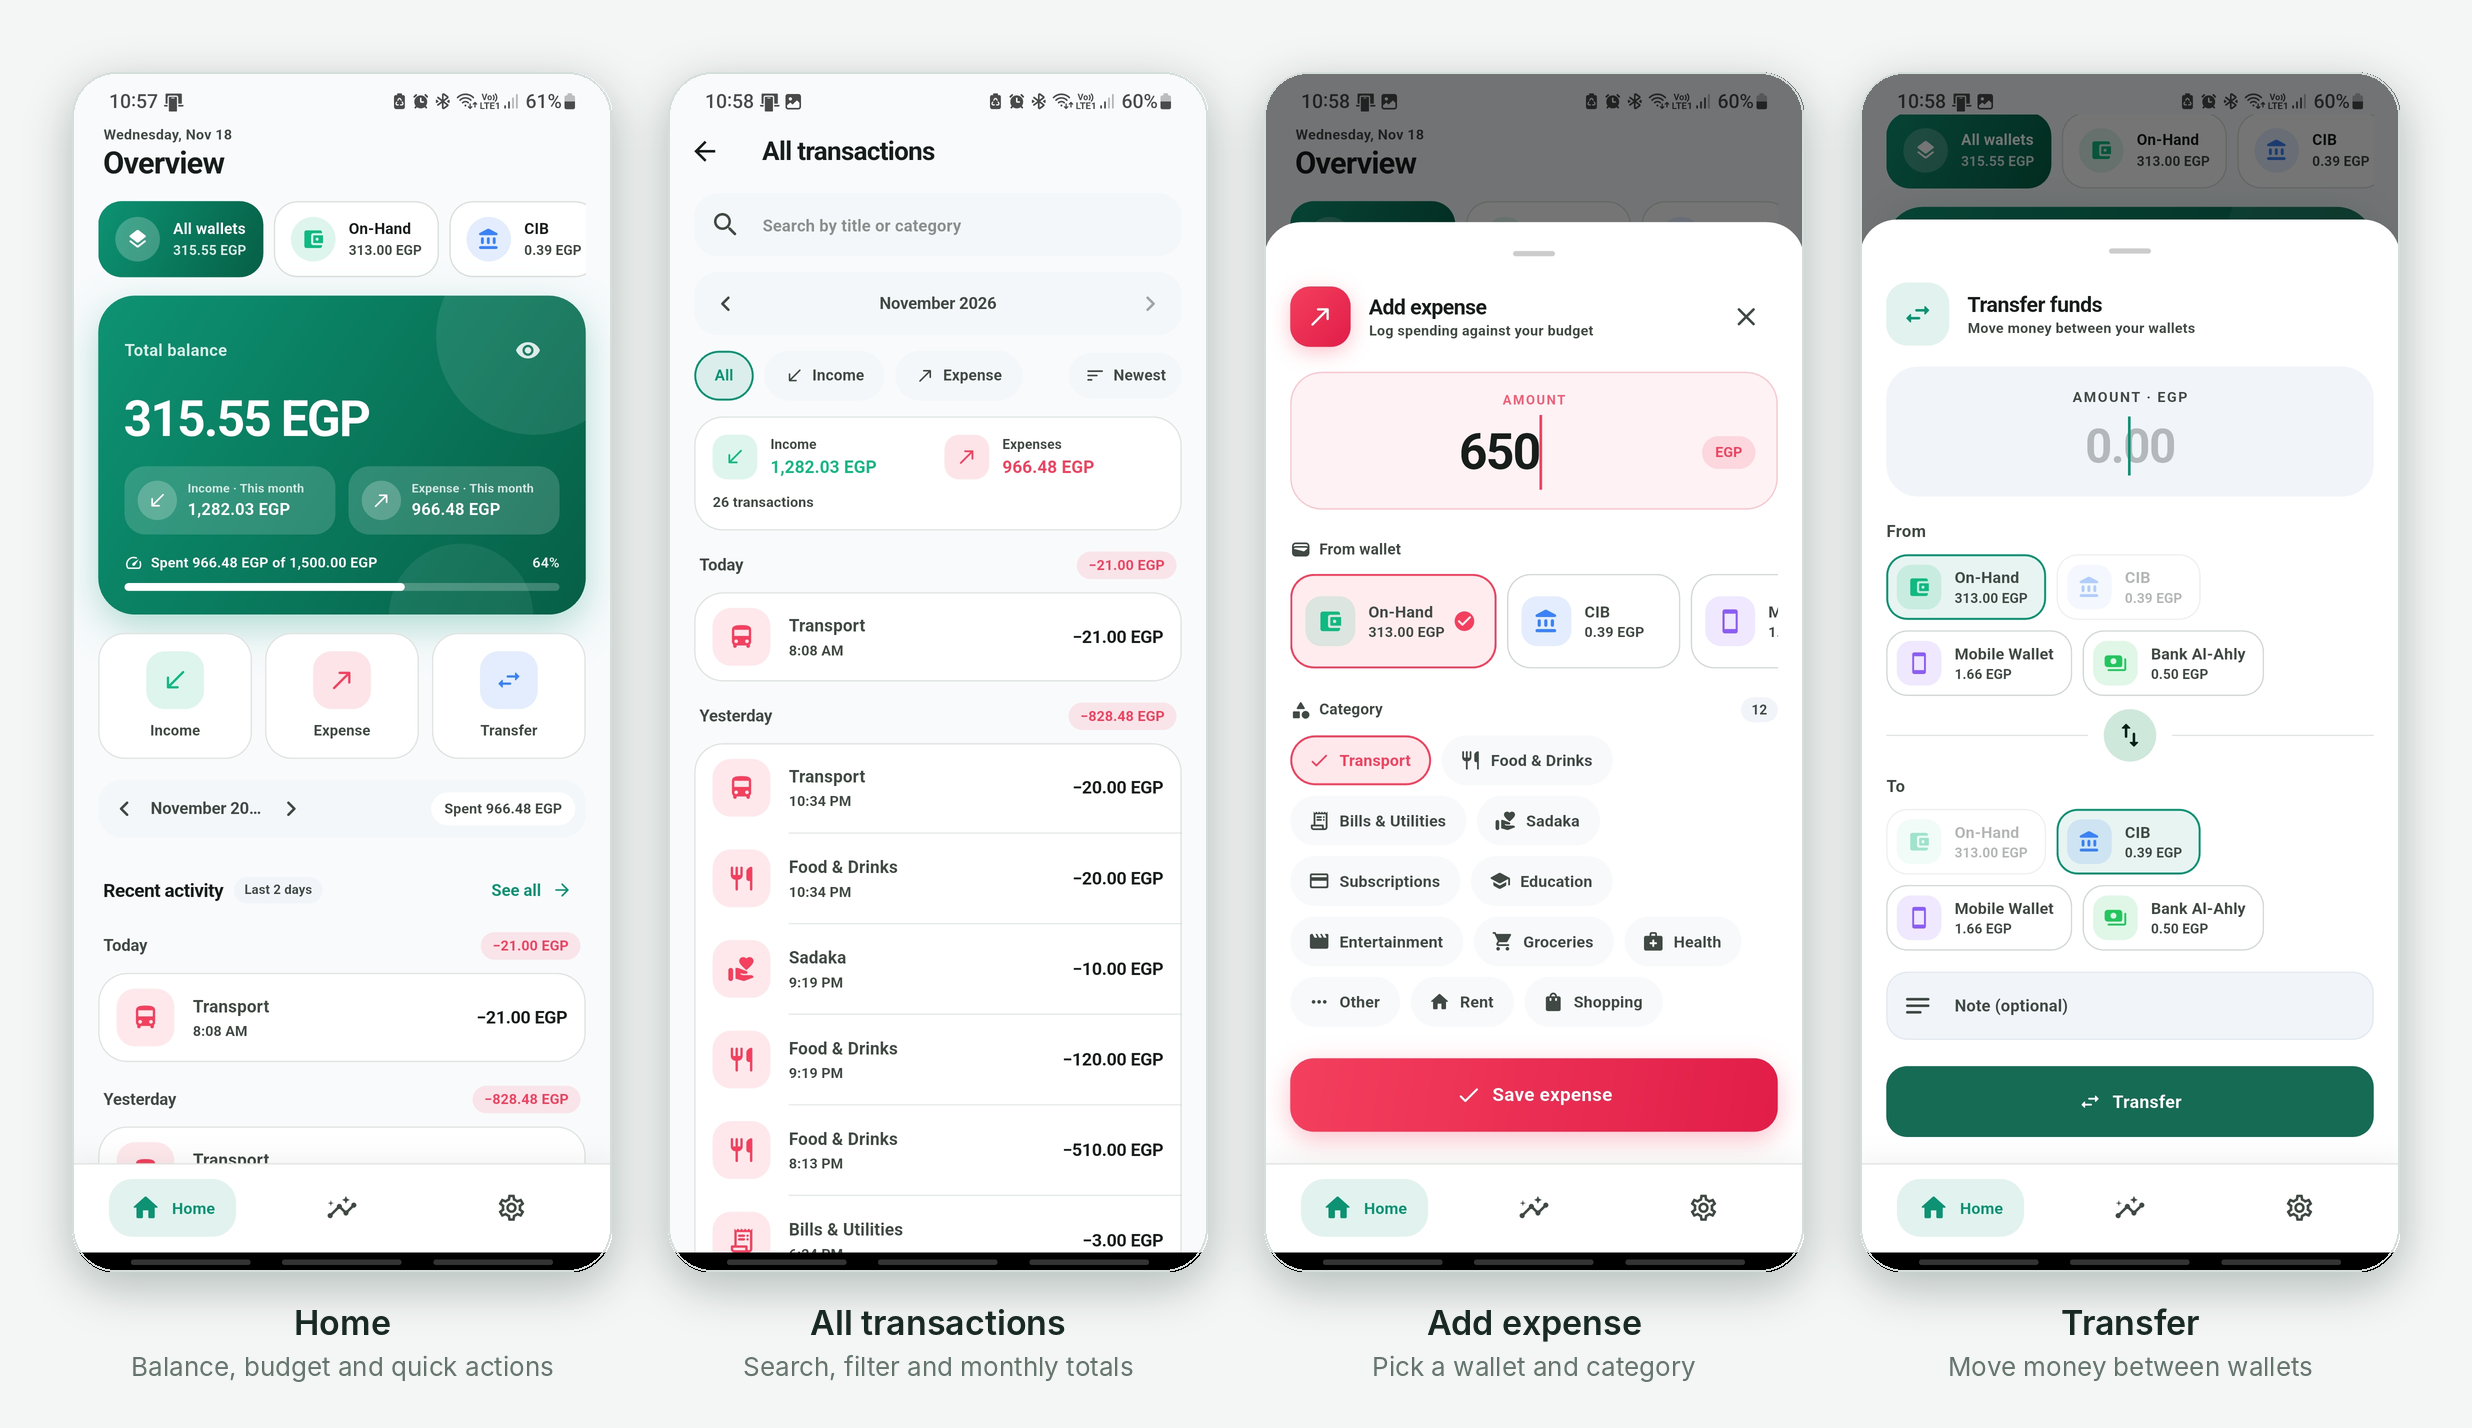 10:57
61%
Wednesday, Nov 18
Overview
All wallets
315.55 EGP
On-Hand
313.00 EGP
CIB
0.39 EGP
Total balance
315.55 EGP
Income · This month
1,282.03 EGP
Expense · This month
966.48 EGP
Spent 966.48 EGP of 1,500.00 EGP
64%
Income
Expense
Transfer
November 20...
Spent 966.48 EGP
Recent activity
Last 2 days
See all
Today
−21.00 EGP
Transport
8:08 AM
−21.00 EGP
Yesterday
−828.48 EGP
Transport
Home
Home
Balance, budget and quick actions
10:58
Vo)) LTE1
60%
All transactions
Search by title or category
November 2026
All
Income
Expense
Newest
Income
1,282.03 EGP
Expenses
966.48 EGP
26 transactions
Today
−21.00 EGP
Transport
8:08 AM
−21.00 EGP
Yesterday
−828.48 EGP
Transport
10:34 PM
−20.00 EGP
Food & Drinks
10:34 PM
−20.00 EGP
Sadaka
9:19 PM
−10.00 EGP
Food & Drinks
9:19 PM
−120.00 EGP
Food & Drinks
8:13 PM
−510.00 EGP
Bills & Utilities
−3.00 EGP
All transactions
Search, filter and monthly totals
10:58
Vo)) LTE1
60%
Wednesday, Nov 18
Overview
Add expense
Log spending against your budget
AMOUNT
650
EGP
From wallet
On-Hand
313.00 EGP
CIB
0.39 EGP
M
1.
Category
12
Transport
Food & Drinks
Bills & Utilities
Sadaka
Subscriptions
Education
Entertainment
Groceries
Health
Other
Rent
Shopping
Save expense
Home
Add expense
Pick a wallet and category
10:58
Vo)) LTE1
60%
All wallets
315.55 EGP
On-Hand
313.00 EGP
CIB
0.39 EGP
Transfer funds
Move money between your wallets
AMOUNT · EGP
0.00
From
On-Hand
313.00 EGP
CIB
0.39 EGP
Mobile Wallet
1.66 EGP
Bank Al-Ahly
0.50 EGP
To
On-Hand
313.00 EGP
CIB
0.39 EGP
Mobile Wallet
1.66 EGP
Bank Al-Ahly
0.50 EGP
Note (optional)
Transfer
Home
Transfer
Move money between wallets